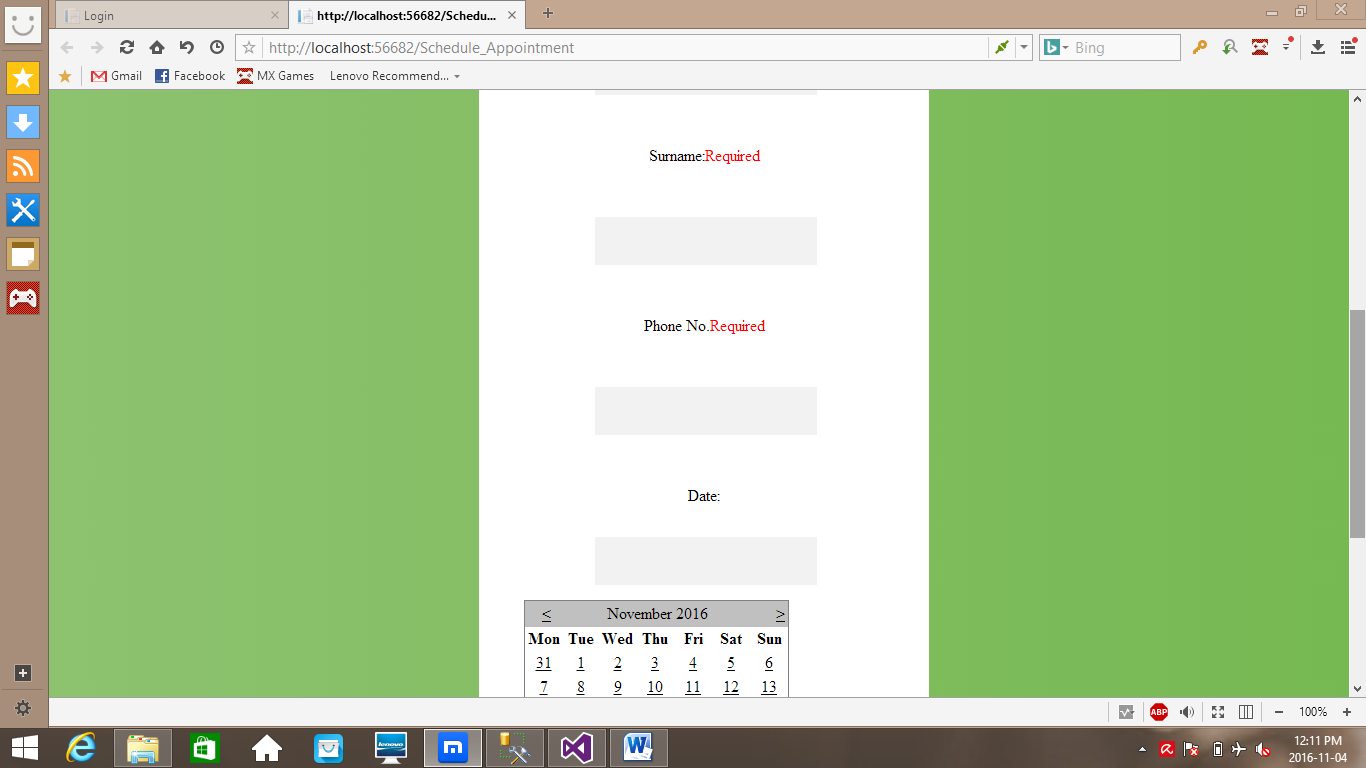 Login
http://localhost:56682/Schedu...
http://localhost:56682/Schedule_Appointment
Bing
Gmail Facebook MX Games Lenovo Recommend...
Surname:Required
Phone No.Required
Date:
< November 2016 >
Mon Tue Wed Thu Fri Sat Sun
31 1 2 3 4 5 6
7 8 9 10 11 12 13
ABP 100%
lenovo
12:11 PM
2016-11-04